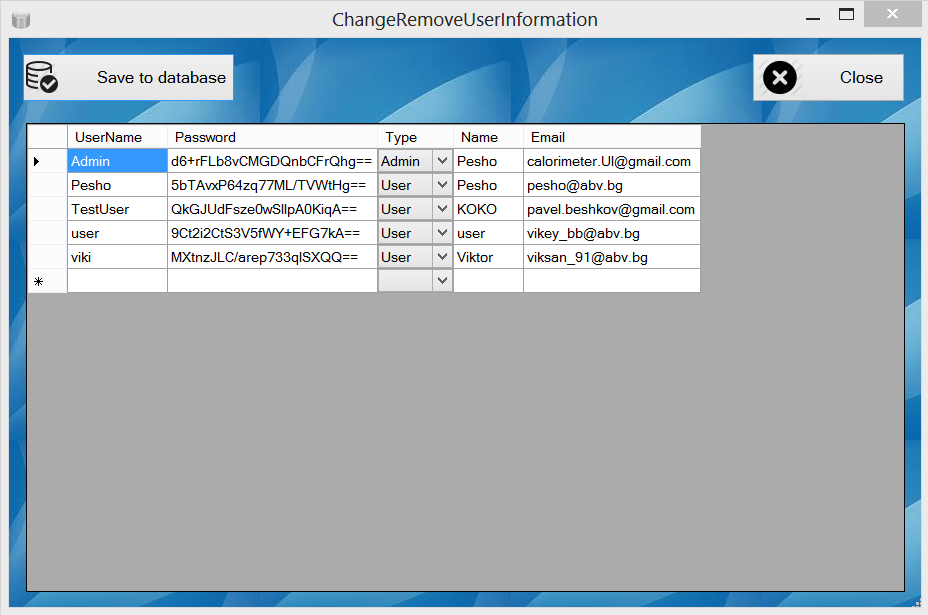 ChangeRemoveUserInformation
Save to database
Close
UserName Password Type Name Email
Admin d6+rFLb8vCMGDQnbCFrQhg== Admin Pesho calorimeter.UI@gmail.com
Pesho 5bTAvxP64zq77ML/TVWtHg== User Pesho pesho@abv.bg
TestUser QkGJUdFsze0wSIlpA0KiqA== User KOKO pavel.beshkov@gmail.com
user 9Ct2i2CtS3V5fWY+EFG7kA== User user vikey_bb@abv.bg
viki MXtnzJLC/arep733qISXQQ== User Viktor viksan_91@abv.bg